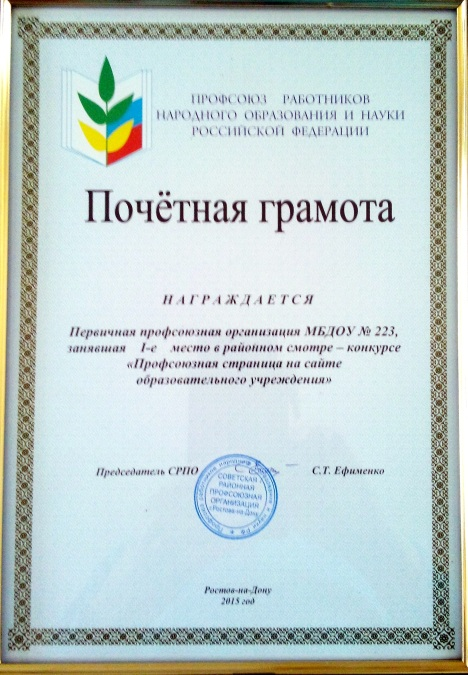 ПРОФСОЮЗ РАБОТНИКОВ
НАРОДНОГО ОБРАЗОВАНИЯ И НАУКИ
РОССИЙСКОЙ ФЕДЕРАЦИИ
Почётная грамота
НАГРАЖДАЕТСЯ
Первичная профсоюзная организация МБДОУ № 223,
занявшая I-е место в районном смотре – конкурсе
«Профсоюзная страница на сайте
образовательного учреждения»
Председатель СРПО С.Т. Ефименко
СОВЕТСКАЯ
РАЙОННАЯ
ПРОФСОЮЗНАЯ
ОРГАНИЗАЦИЯ
г.Ростова-на-Дону
Ростов-на-Дону
2015 год